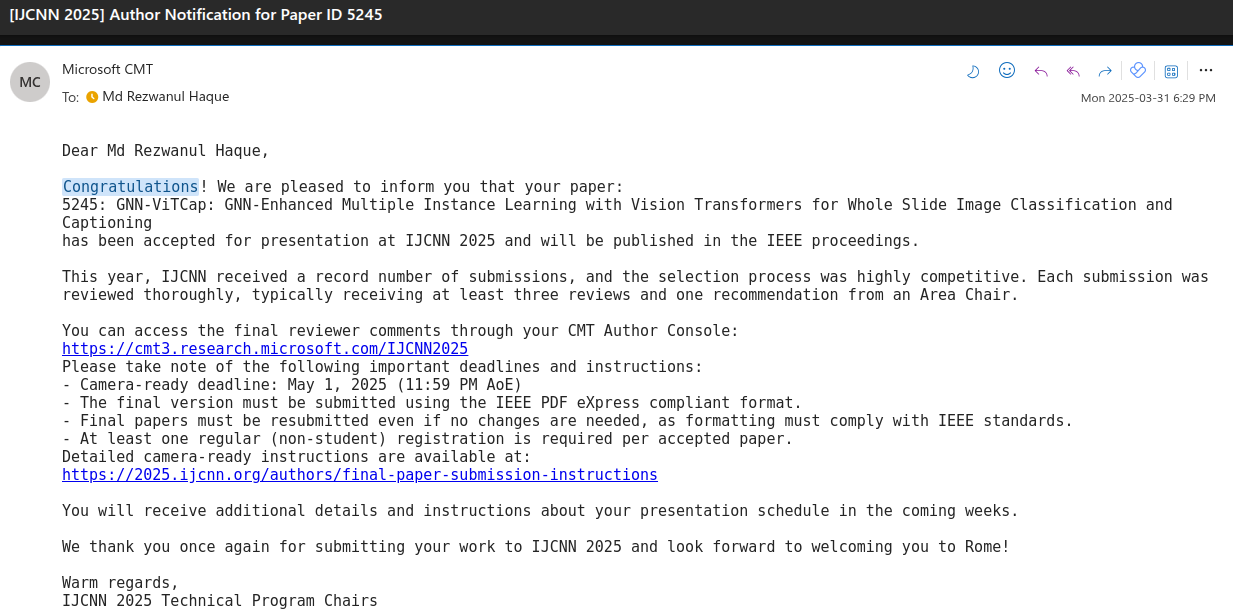 [IJCNN 2025] Author Notification for Paper ID 5245
MC
Microsoft CMT
To: Md Rezwanul Haque
Mon 2025-03-31 6:29 PM
Dear Md Rezwanul Haque,
Congratulations! We are pleased to inform you that your paper:
5245: GNN-ViTCap: GNN-Enhanced Multiple Instance Learning with Vision Transformers for Whole Slide Image Classification and
Captioning
has been accepted for presentation at IJCNN 2025 and will be published in the IEEE proceedings.
This year, IJCNN received a record number of submissions, and the selection process was highly competitive. Each submission was
reviewed thoroughly, typically receiving at least three reviews and one recommendation from an Area Chair.
You can access the final reviewer comments through your CMT Author Console:
https://cmt3.research.microsoft.com/IJCNN2025
Please take note of the following important deadlines and instructions:
- Camera-ready deadline: May 1, 2025 (11:59 PM AoE)
- The final version must be submitted using the IEEE PDF eXpress compliant format.
- Final papers must be resubmitted even if no changes are needed, as formatting must comply with IEEE standards.
- At least one regular (non-student) registration is required per accepted paper.
Detailed camera-ready instructions are available at:
https://2025.ijcnn.org/authors/final-paper-submission-instructions
You will receive additional details and instructions about your presentation schedule in the coming weeks.
We thank you once again for submitting your work to IJCNN 2025 and look forward to welcoming you to Rome!
Warm regards,
IJCNN 2025 Technical Program Chairs